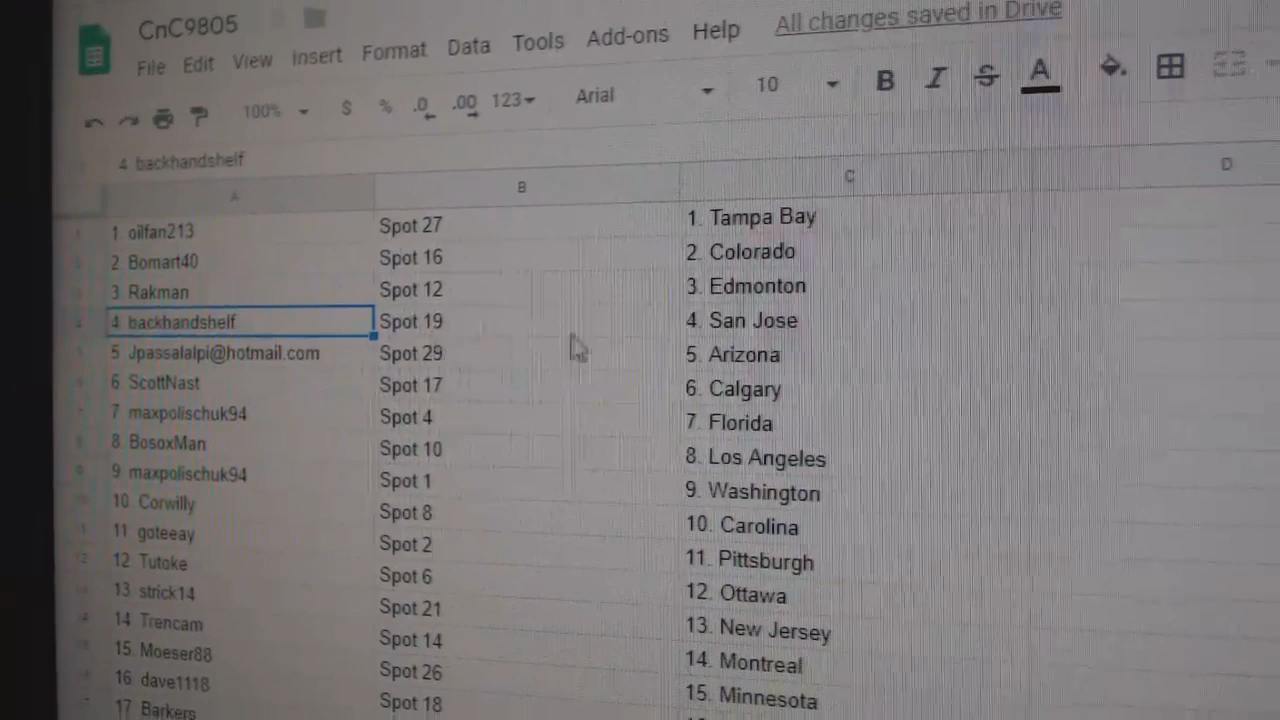 CnC9805
All changes saved in Drive
File Edit View Insert Format Data Tools Add-ons Help
100% $ % .0 .00 123 Arial 10 B I S A
4 backhandshelf
A B C D
1 oilfan213 Spot 27 1. Tampa Bay
2 Bomart40 Spot 16 2. Colorado
3 Rakman Spot 12 3. Edmonton
4 backhandshelf Spot 19 4. San Jose
5 Jpassalalpi@hotmail.com Spot 29 5. Arizona
6 ScottNast Spot 17 6. Calgary
7 maxpolischuk94 Spot 4 7. Florida
8 BosoxMan Spot 10 8. Los Angeles
9 maxpolischuk94 Spot 1 9. Washington
10. Corwilly Spot 8 10. Carolina
11 goteeay Spot 2 11. Pittsburgh
12 Tutoke Spot 6 12. Ottawa
13 strick14 Spot 21 13. New Jersey
14 Trencam Spot 14 14. Montreal
15. Moeser88 Spot 26 15. Minnesota
16 dave1118 Spot 18
17 Barkers